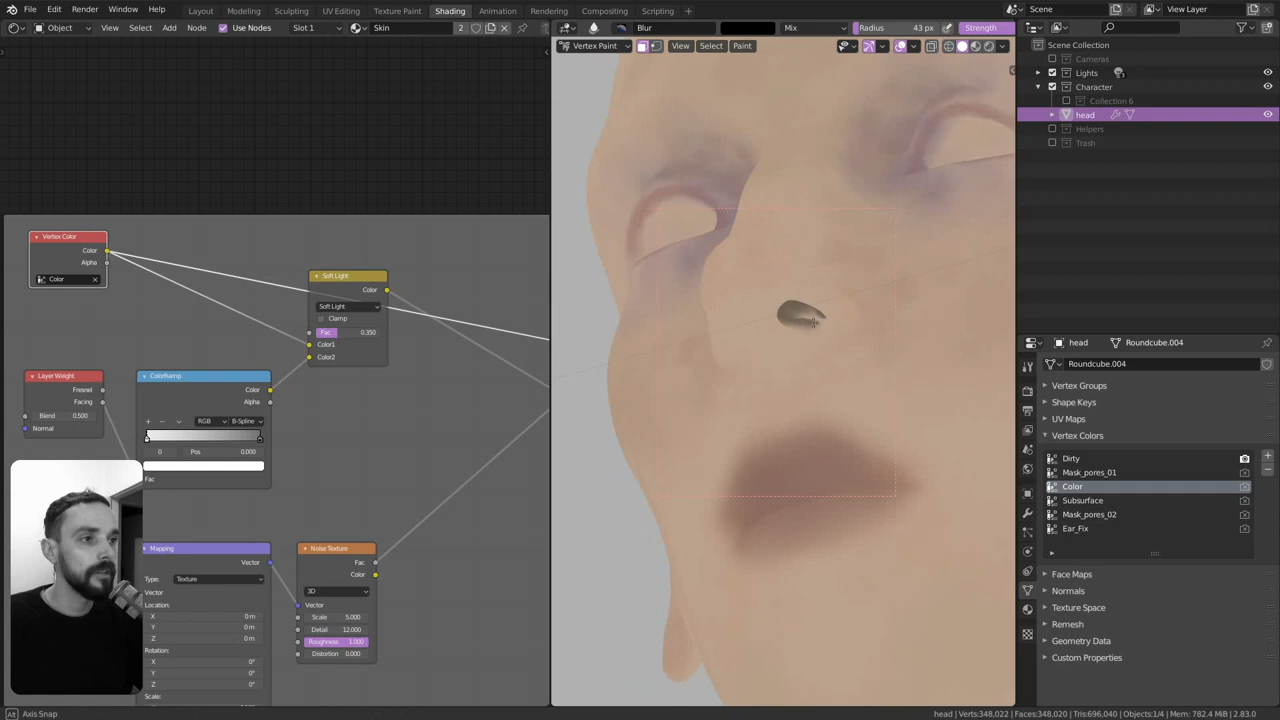 File Edit Render Window Help Layout Modeling Sculpting UV Editing Texture Paint Shading Animation Rendering Compositing Scripting + Scene View Layer
Object View Select Add Node Use Nodes Slot 1 Skin 2 Blur Mix Radius 43 px Strength
Vertex Paint View Select Paint
Scene Collection
Cameras
Lights 3
Character
Collection 6
head
Helpers
Trash
Vertex Color
Color
Alpha
Color
Soft Light
Color
Soft Light
Clamp
Fac 0.350
Color1
Color2
Layer Weight
Fresnel
Facing
Blend 0.500
Normal
ColorRamp
Color
Alpha
RGB B-Spline
0 Pos 0.000
Fac
Mapping
Vector
Type: Texture
Vector
Location:
X 0 m
Y 0 m
Z 0 m
Rotation:
X 0°
Y 0°
Z 0°
Scale:
Noise Texture
Fac
Color
3D
Vector
Scale 5.000
Detail 12.000
Roughness 1.000
Distortion 0.000
head Roundcube.004
Roundcube.004
Vertex Groups
Shape Keys
UV Maps
Vertex Colors
Dirty
Mask_pores_01
Color
Subsurface
Mask_pores_02
Ear_Fix
Face Maps
Normals
Texture Space
Remesh
Geometry Data
Custom Properties
Axis Snap
head | Verts:348,022 | Faces:348,020 | Tris:696,040 | Objects:1/4 | Mem: 782.4 MiB | 2.83.0